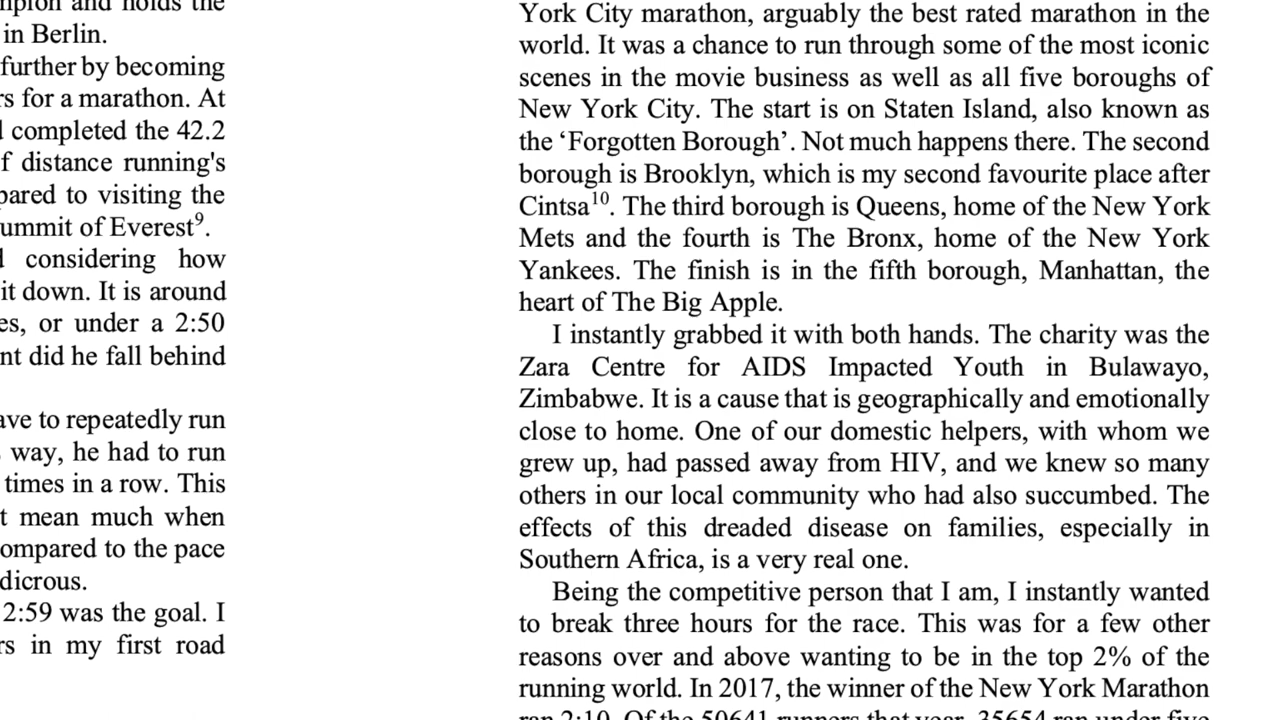 mpion and holds the
in Berlin.
further by becoming
rs for a marathon. At
completed the 42.2
f distance running's
pared to visiting the
ummit of Everest⁹.
considering how
it down. It is around
es, or under a 2:50
nt did he fall behind
ave to repeatedly run
way, he had to run
times in a row. This
t mean much when
ompared to the pace
dicrous.
2:59 was the goal. I
rs in my first road
York City marathon, arguably the best rated marathon in the
world. It was a chance to run through some of the most iconic
scenes in the movie business as well as all five boroughs of
New York City. The start is on Staten Island, also known as
the ‘Forgotten Borough’. Not much happens there. The second
borough is Brooklyn, which is my second favourite place after
Cintsa¹⁰. The third borough is Queens, home of the New York
Mets and the fourth is The Bronx, home of the New York
Yankees. The finish is in the fifth borough, Manhattan, the
heart of The Big Apple.
I instantly grabbed it with both hands. The charity was the
Zara Centre for AIDS Impacted Youth in Bulawayo,
Zimbabwe. It is a cause that is geographically and emotionally
close to home. One of our domestic helpers, with whom we
grew up, had passed away from HIV, and we knew so many
others in our local community who had also succumbed. The
effects of this dreaded disease on families, especially in
Southern Africa, is a very real one.
Being the competitive person that I am, I instantly wanted
to break three hours for the race. This was for a few other
reasons over and above wanting to be in the top 2% of the
running world. In 2017, the winner of the New York Marathon
ran 2:10. Of the 50641 runners that year, 35654 ran under five